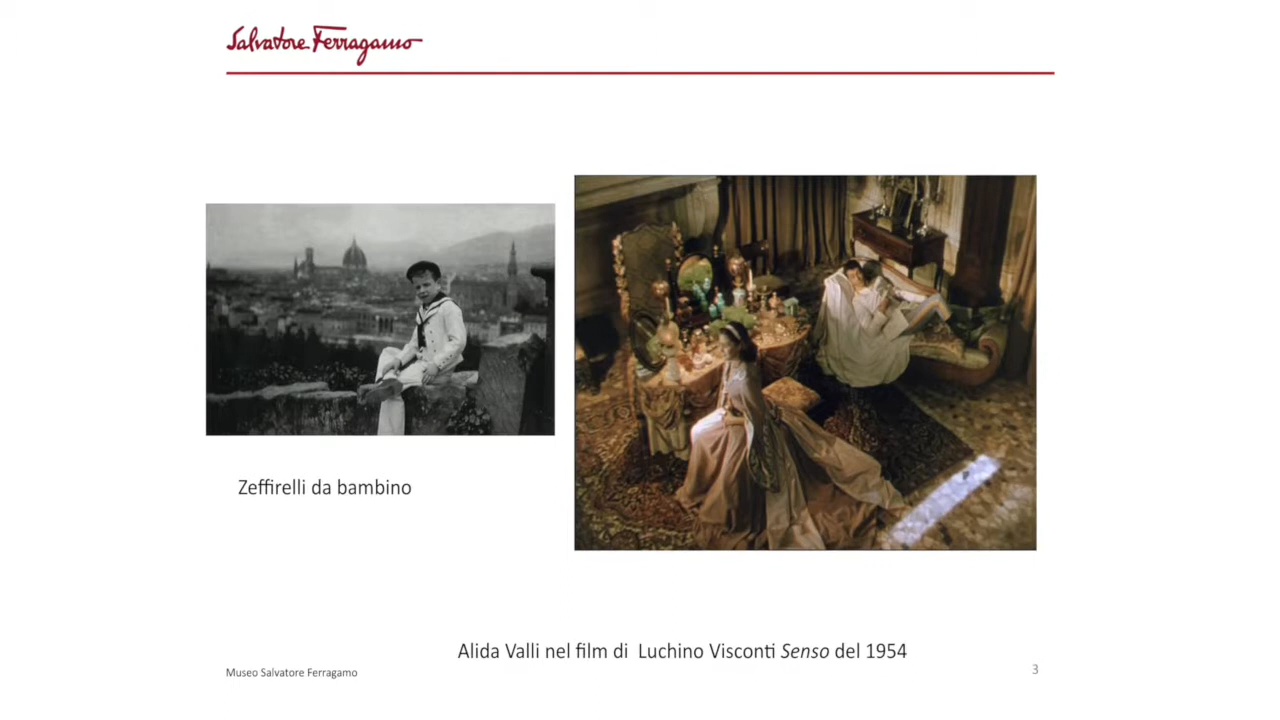 Salvatore Ferragamo
Zeffirelli da bambino
Alida Valli nel film di Luchino Visconti Senso del 1954
Museo Salvatore Ferragamo
3